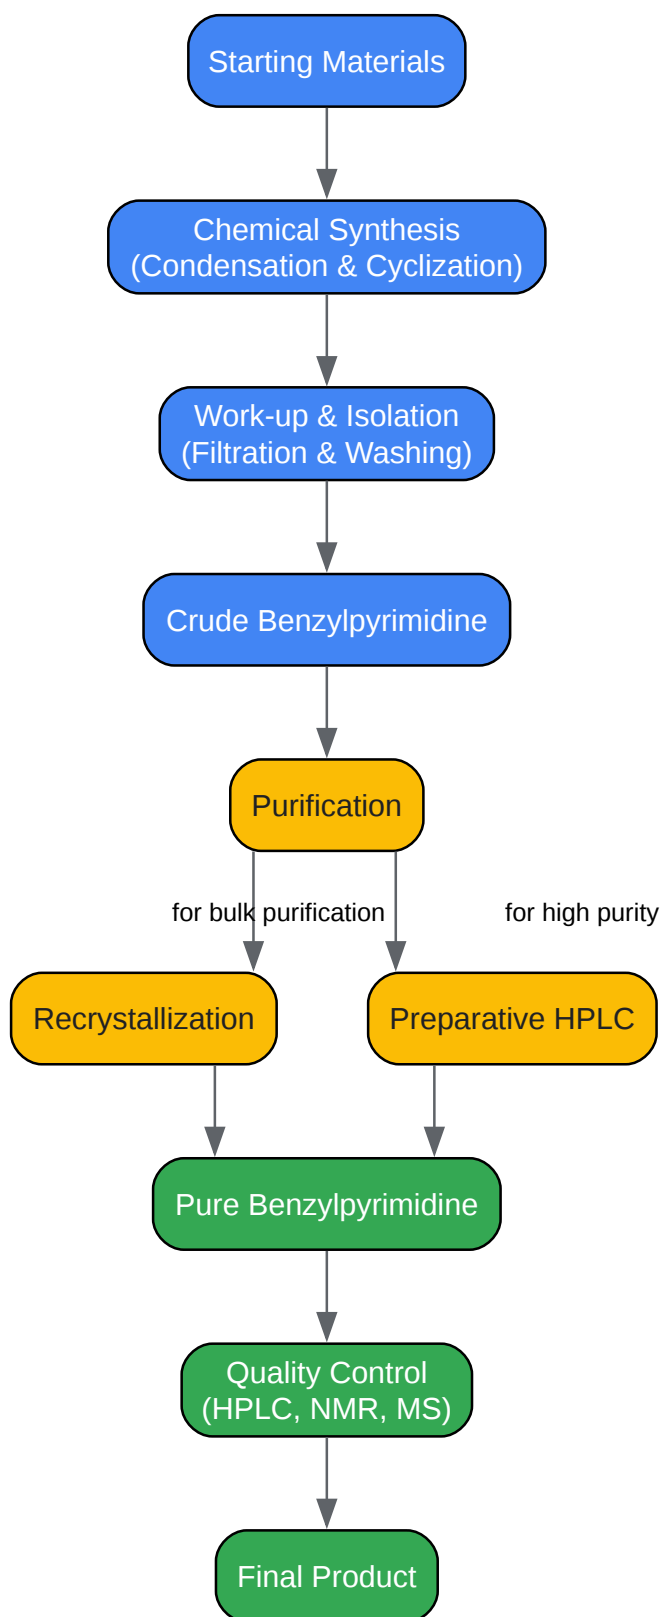 Starting Materials
Chemical Synthesis
(Condensation & Cyclization)
Work-up & Isolation
(Filtration & Washing)
Crude Benzylpyrimidine
Purification
for bulk purification
for high purity
Recrystallization
Preparative HPLC
Pure Benzylpyrimidine
Quality Control
(HPLC, NMR, MS)
Final Product